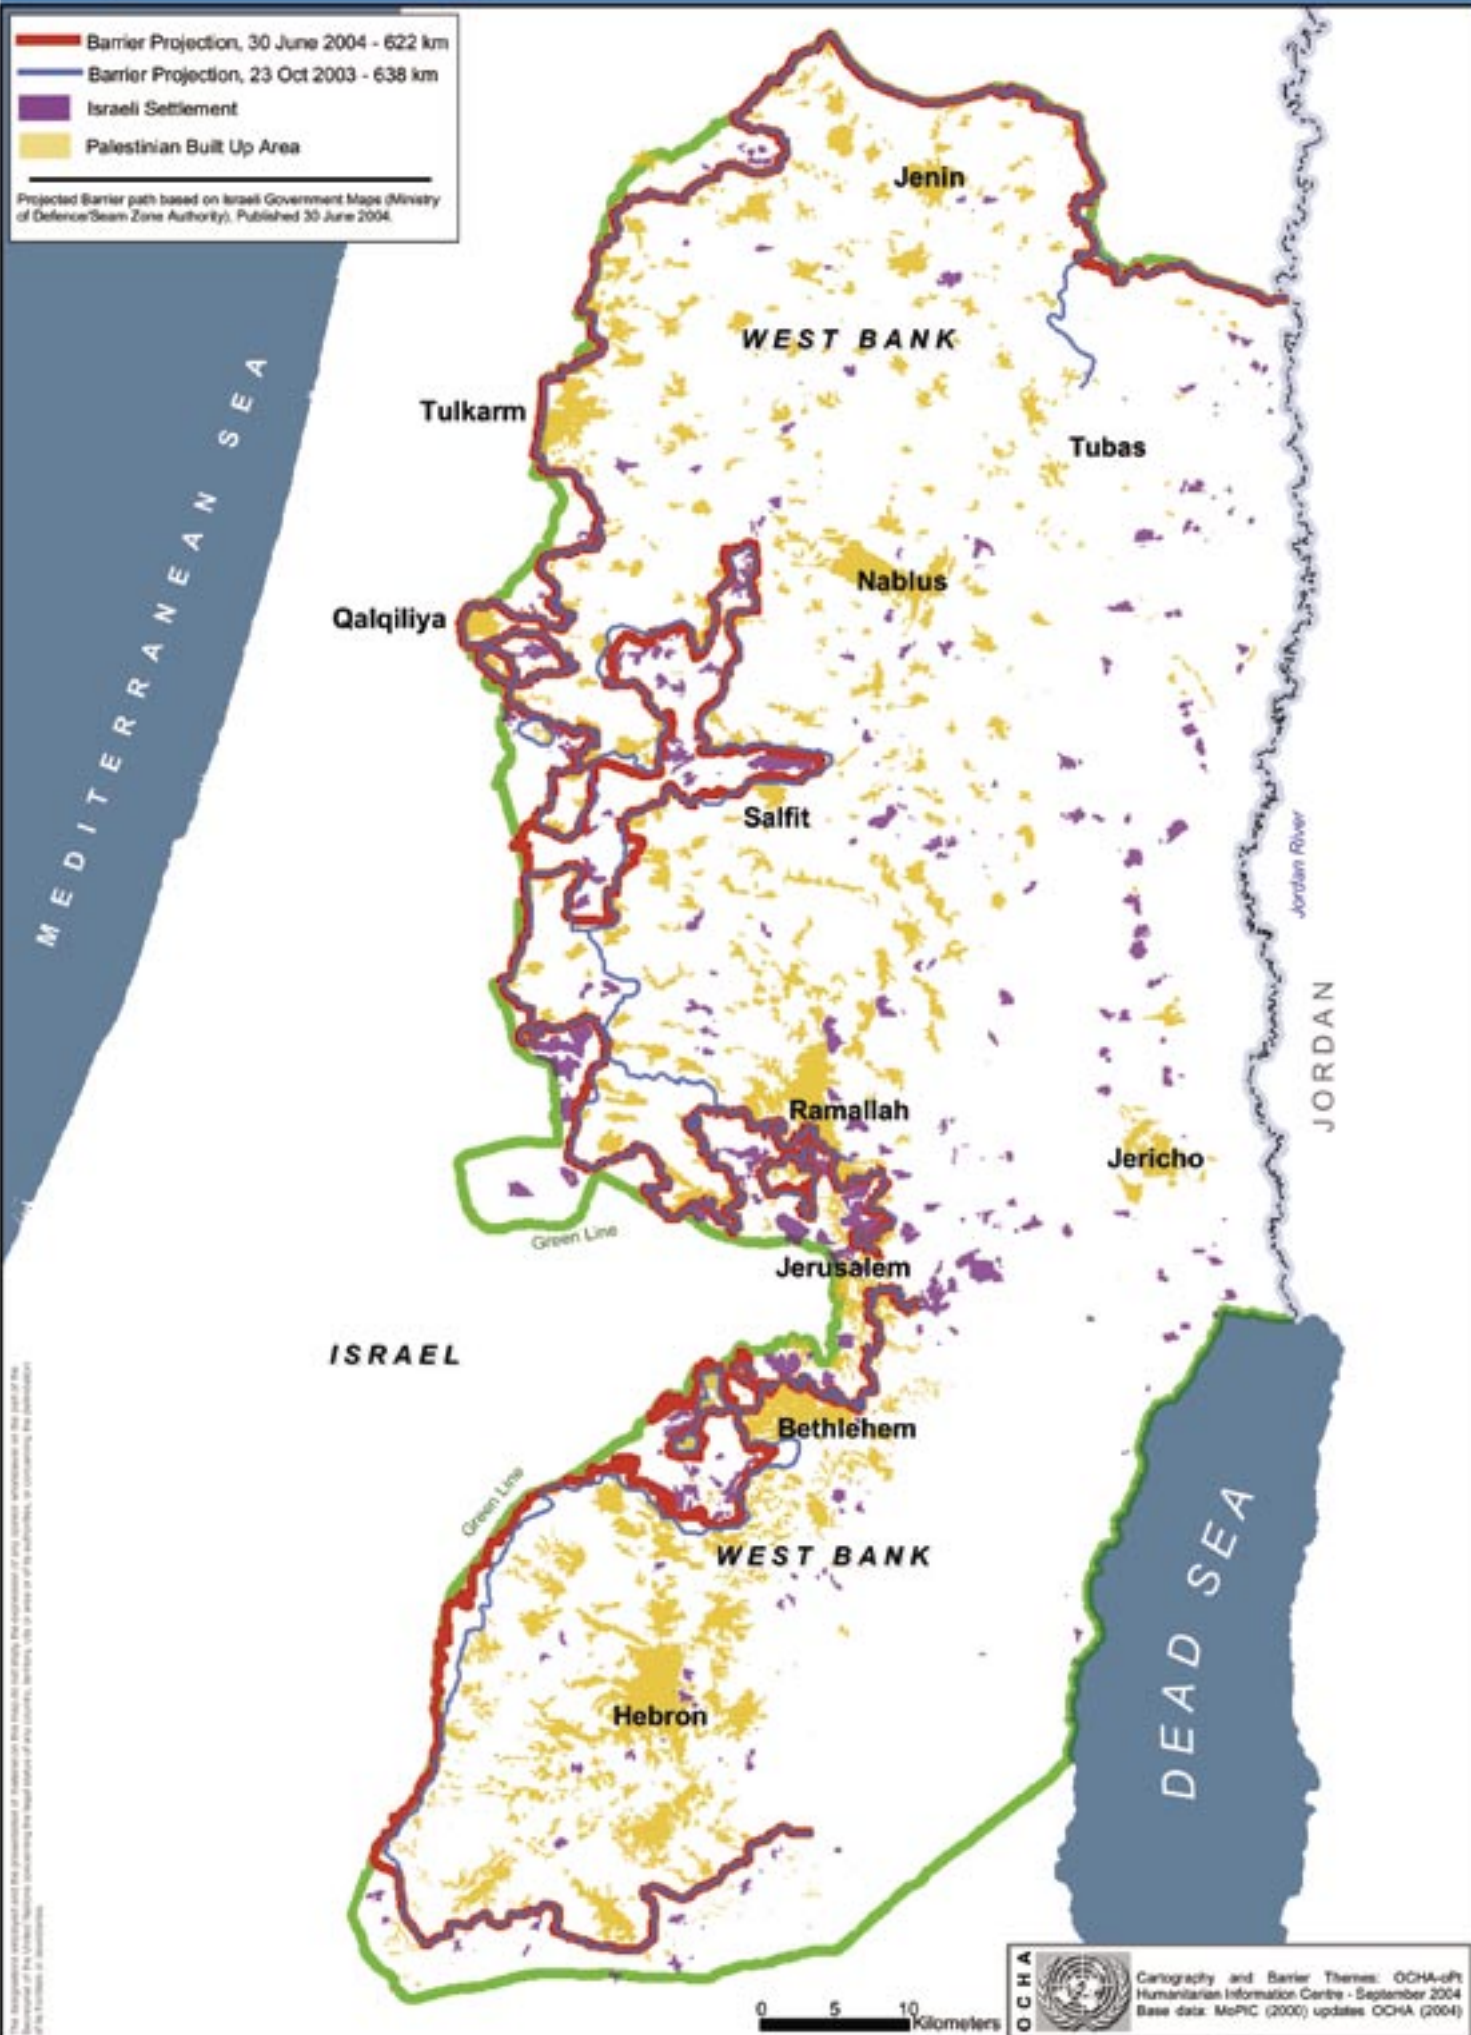 Barrier Projection, 30 June 2004 - 622 km
Barrier Projection, 23 Oct 2003 - 638 km
Israeli Settlement
Palestinian Built Up Area
Projected Barrier path based on Israeli Government Maps (Ministry
of Defence/Seam Zone Authority), Published 30 June 2004.
Jenin
WEST BANK
Tulkarm
Tubas
MEDITERRANEAN SEA
Nablus
Qalqiliya
Salfit
Jordan River
JORDAN
Ramallah
Jericho
Green Line
Jerusalem
ISRAEL
Bethlehem
Green Line
WEST BANK
DEAD SEA
Hebron
0 5 10
Kilometers
OCHA
Cartography and Barrier Themes: OCHA-oPt
Humanitarian Information Centre - September 2004
Base data: MoPIC (2000) updates OCHA (2004)